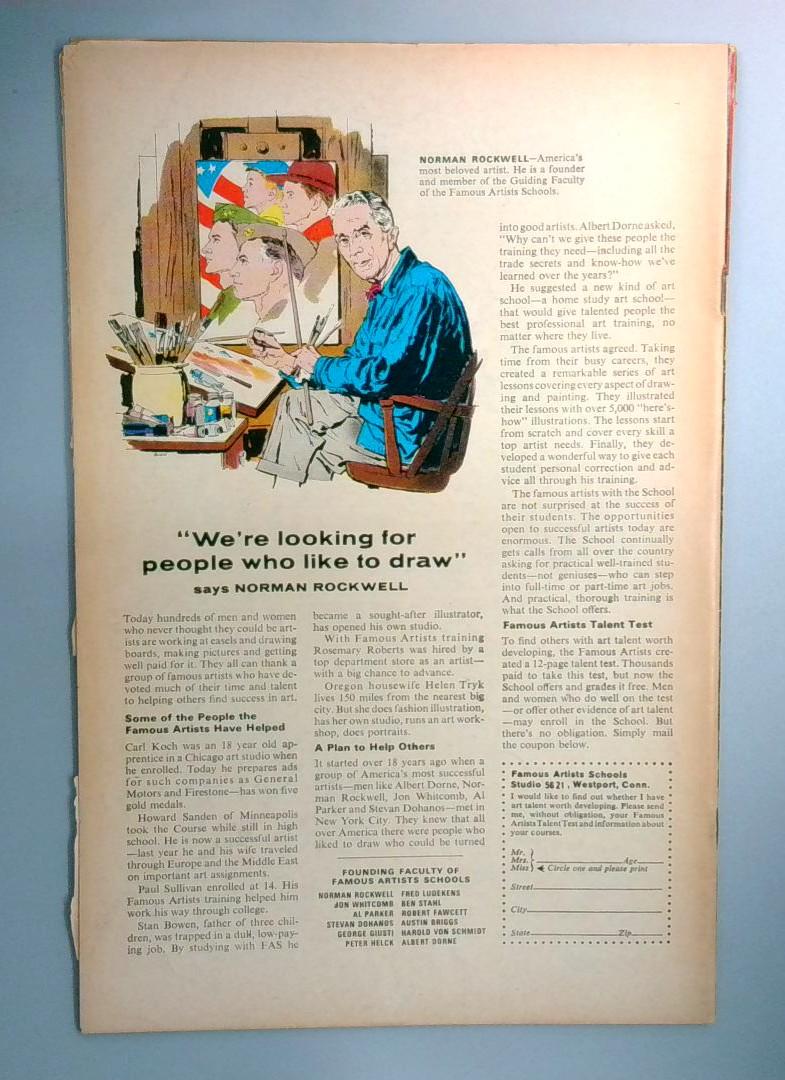 NORMAN ROCKWELL—America's
most beloved artist. He is a founder
and member of the Guiding Faculty
of the Famous Artists Schools.
"We're looking for
people who like to draw"
says NORMAN ROCKWELL
Today hundreds of men and women
who never thought they could be art-
ists are working at easels and drawing
boards, making pictures and getting
well paid for it. They all can thank a
group of famous artists who have de-
voted much of their time and talent
to helping others find success in art.
Some of the People the
Famous Artists Have Helped
Carl Koch was an 18 year old ap-
prentice in a Chicago art studio when
he enrolled. Today he prepares ads
for such companies as General
Motors and Firestone—has won five
gold medals.
Howard Sanden of Minneapolis
took the Course while still in high
school. He is now a successful artist
—last year he and his wife traveled
through Europe and the Middle East
on important art assignments.
Paul Sullivan enrolled at 14. His
Famous Artists training helped him
work his way through college.
Stan Bowen, father of three chil-
dren, was trapped in a dull, low-pay-
ing job. By studying with FAS he
became a sought-after illustrator,
has opened his own studio.
With Famous Artists training
Rosemary Roberts was hired by a
top department store as an artist—
with a big chance to advance.
Oregon housewife Helen Tryk
lives 150 miles from the nearest big
city. But she does fashion illustration,
has her own studio, runs an art work-
shop, does portraits.
A Plan to Help Others
It started over 18 years ago when a
group of America's most successful
artists—men like Albert Dorne, Nor-
man Rockwell, Jon Whitcomb, Al
Parker and Stevan Dohanos—met in
New York City. They knew that all
over America there were people who
liked to draw who could be turned
FOUNDING FACULTY OF
FAMOUS ARTISTS SCHOOLS
NORMAN ROCKWELL FRED LUDEKENS
JON WHITCOMB BEN STAHL
AL PARKER ROBERT FAWCETT
STEVAN DOHANOS AUSTIN BRIGGS
GEORGE GIUSTI HAROLD VON SCHMIDT
PETER HELCK ALBERT DORNE
into good artists. Albert Dorne asked,
"Why can't we give these people the
training they need—including all the
trade secrets and know-how we've
learned over the years?"
He suggested a new kind of art
school—a home study art school—
that would give talented people the
best professional art training, no
matter where they live.
The famous artists agreed. Taking
time from their busy careers, they
created a remarkable series of art
lessons covering every aspect of draw-
ing and painting. They illustrated
their lessons with over 5,000 "here's-
how" illustrations. The lessons start
from scratch and cover every skill a
top artist needs. Finally, they de-
veloped a wonderful way to give each
student personal correction and ad-
vice all through his training.
The famous artists with the School
are not surprised at the success of
their students. The opportunities
open to successful artists today are
enormous. The School continually
gets calls from all over the country
asking for practical well-trained stu-
dents—not geniuses—who can step
into full-time or part-time art jobs.
And practical, thorough training is
what the School offers.
Famous Artists Talent Test
To find others with art talent worth
developing, the Famous Artists cre-
ated a 12-page talent test. Thousands
paid to take this test, but now the
School offers and grades it free. Men
and women who do well on the test
—or offer other evidence of art talent
—may enroll in the School. But
there's no obligation. Simply mail
the coupon below.
Famous Artists Schools
Studio 5621, Westport, Conn.
I would like to find out whether I have
art talent worth developing. Please send
me, without obligation, your Famous
Artists Talent Test and information about
your courses.
Mr.
Mrs. Age
Miss Circle one and please print
Street
City
State Zip